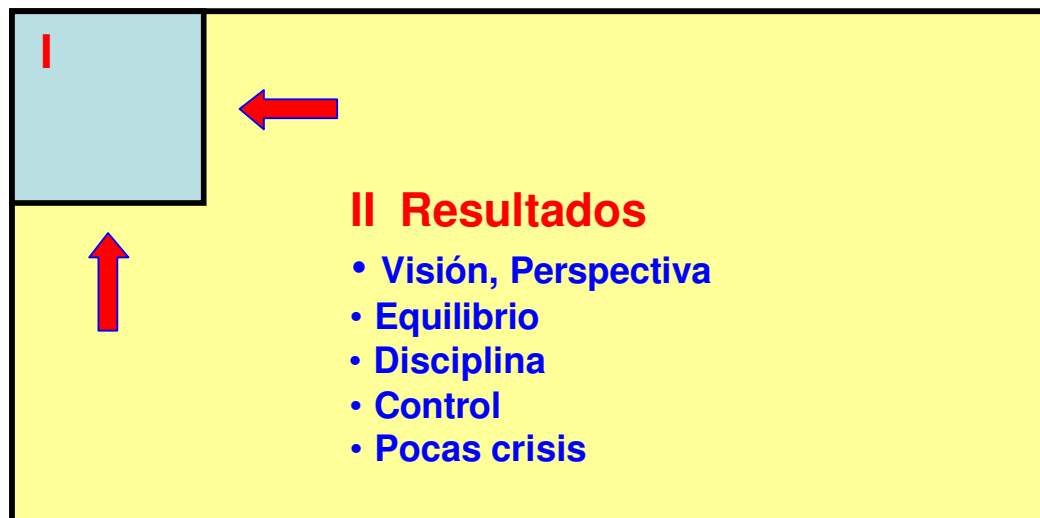 I
II Resultados
• Visión, Perspectiva
• Equilibrio
• Disciplina
• Control
• Pocas crisis